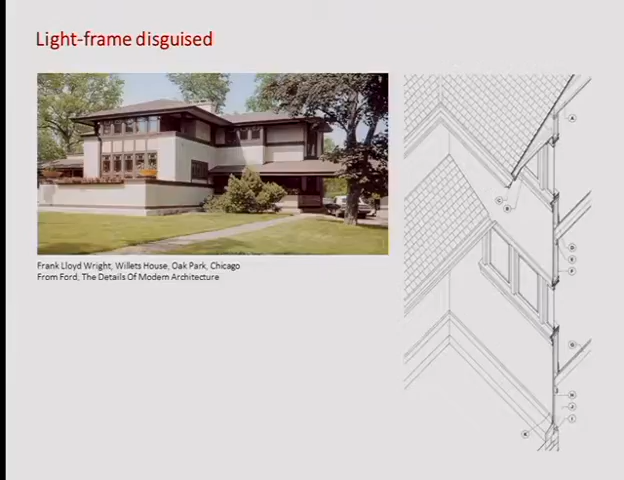 Light-frame disguised
Frank Lloyd Wright, Willets House, Oak Park, Chicago
From Ford, The Details Of Modern Architecture
A
C